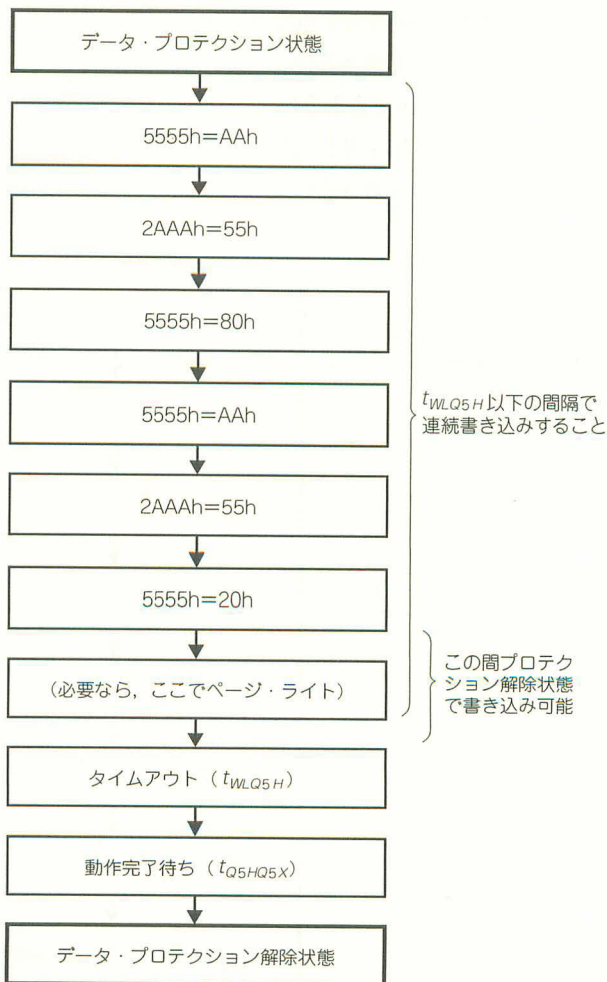 データ・プロテクション状態
5555h=AAh
2AAAh=55h
5555h=80h
5555h=AAh
tWLQ5H以下の間隔で
連続書き込みすること
2AAAh=55h
5555h=20h
(必要なら，ここでページ・ライト)
この間プロテク
ション解除状態
で書き込み可能
タイムアウト（tWLQ5H）
動作完了待ち（tQ5HQ5X）
データ・プロテクション解除状態